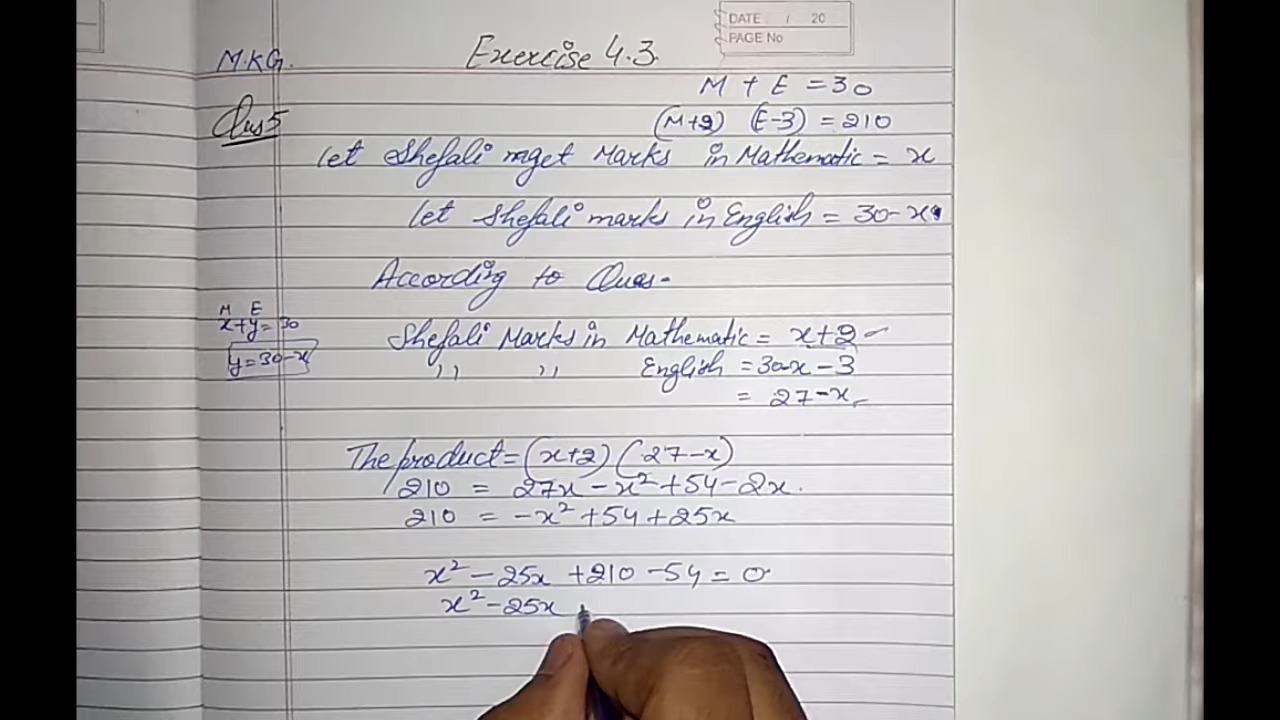 DATE / 20
PAGE No
M.K.G. Exercise 4.3.
M + E = 30
Ques 5 (M+2) (E-3) = 210
let Shefali get Marks in Mathematic = x
let Shefali marks in English = 30-x
According to Ques-
M E
x+y=30
y=30-x
Shefali Marks in Mathematic = x+2
,, ,, English = 30-x-3
= 27-x
The product = (x+2) (27-x)
210 = 27x - x² + 54 - 2x.
210 = -x² + 54 + 25x
x² - 25x + 210 - 54 = 0
x² - 25x